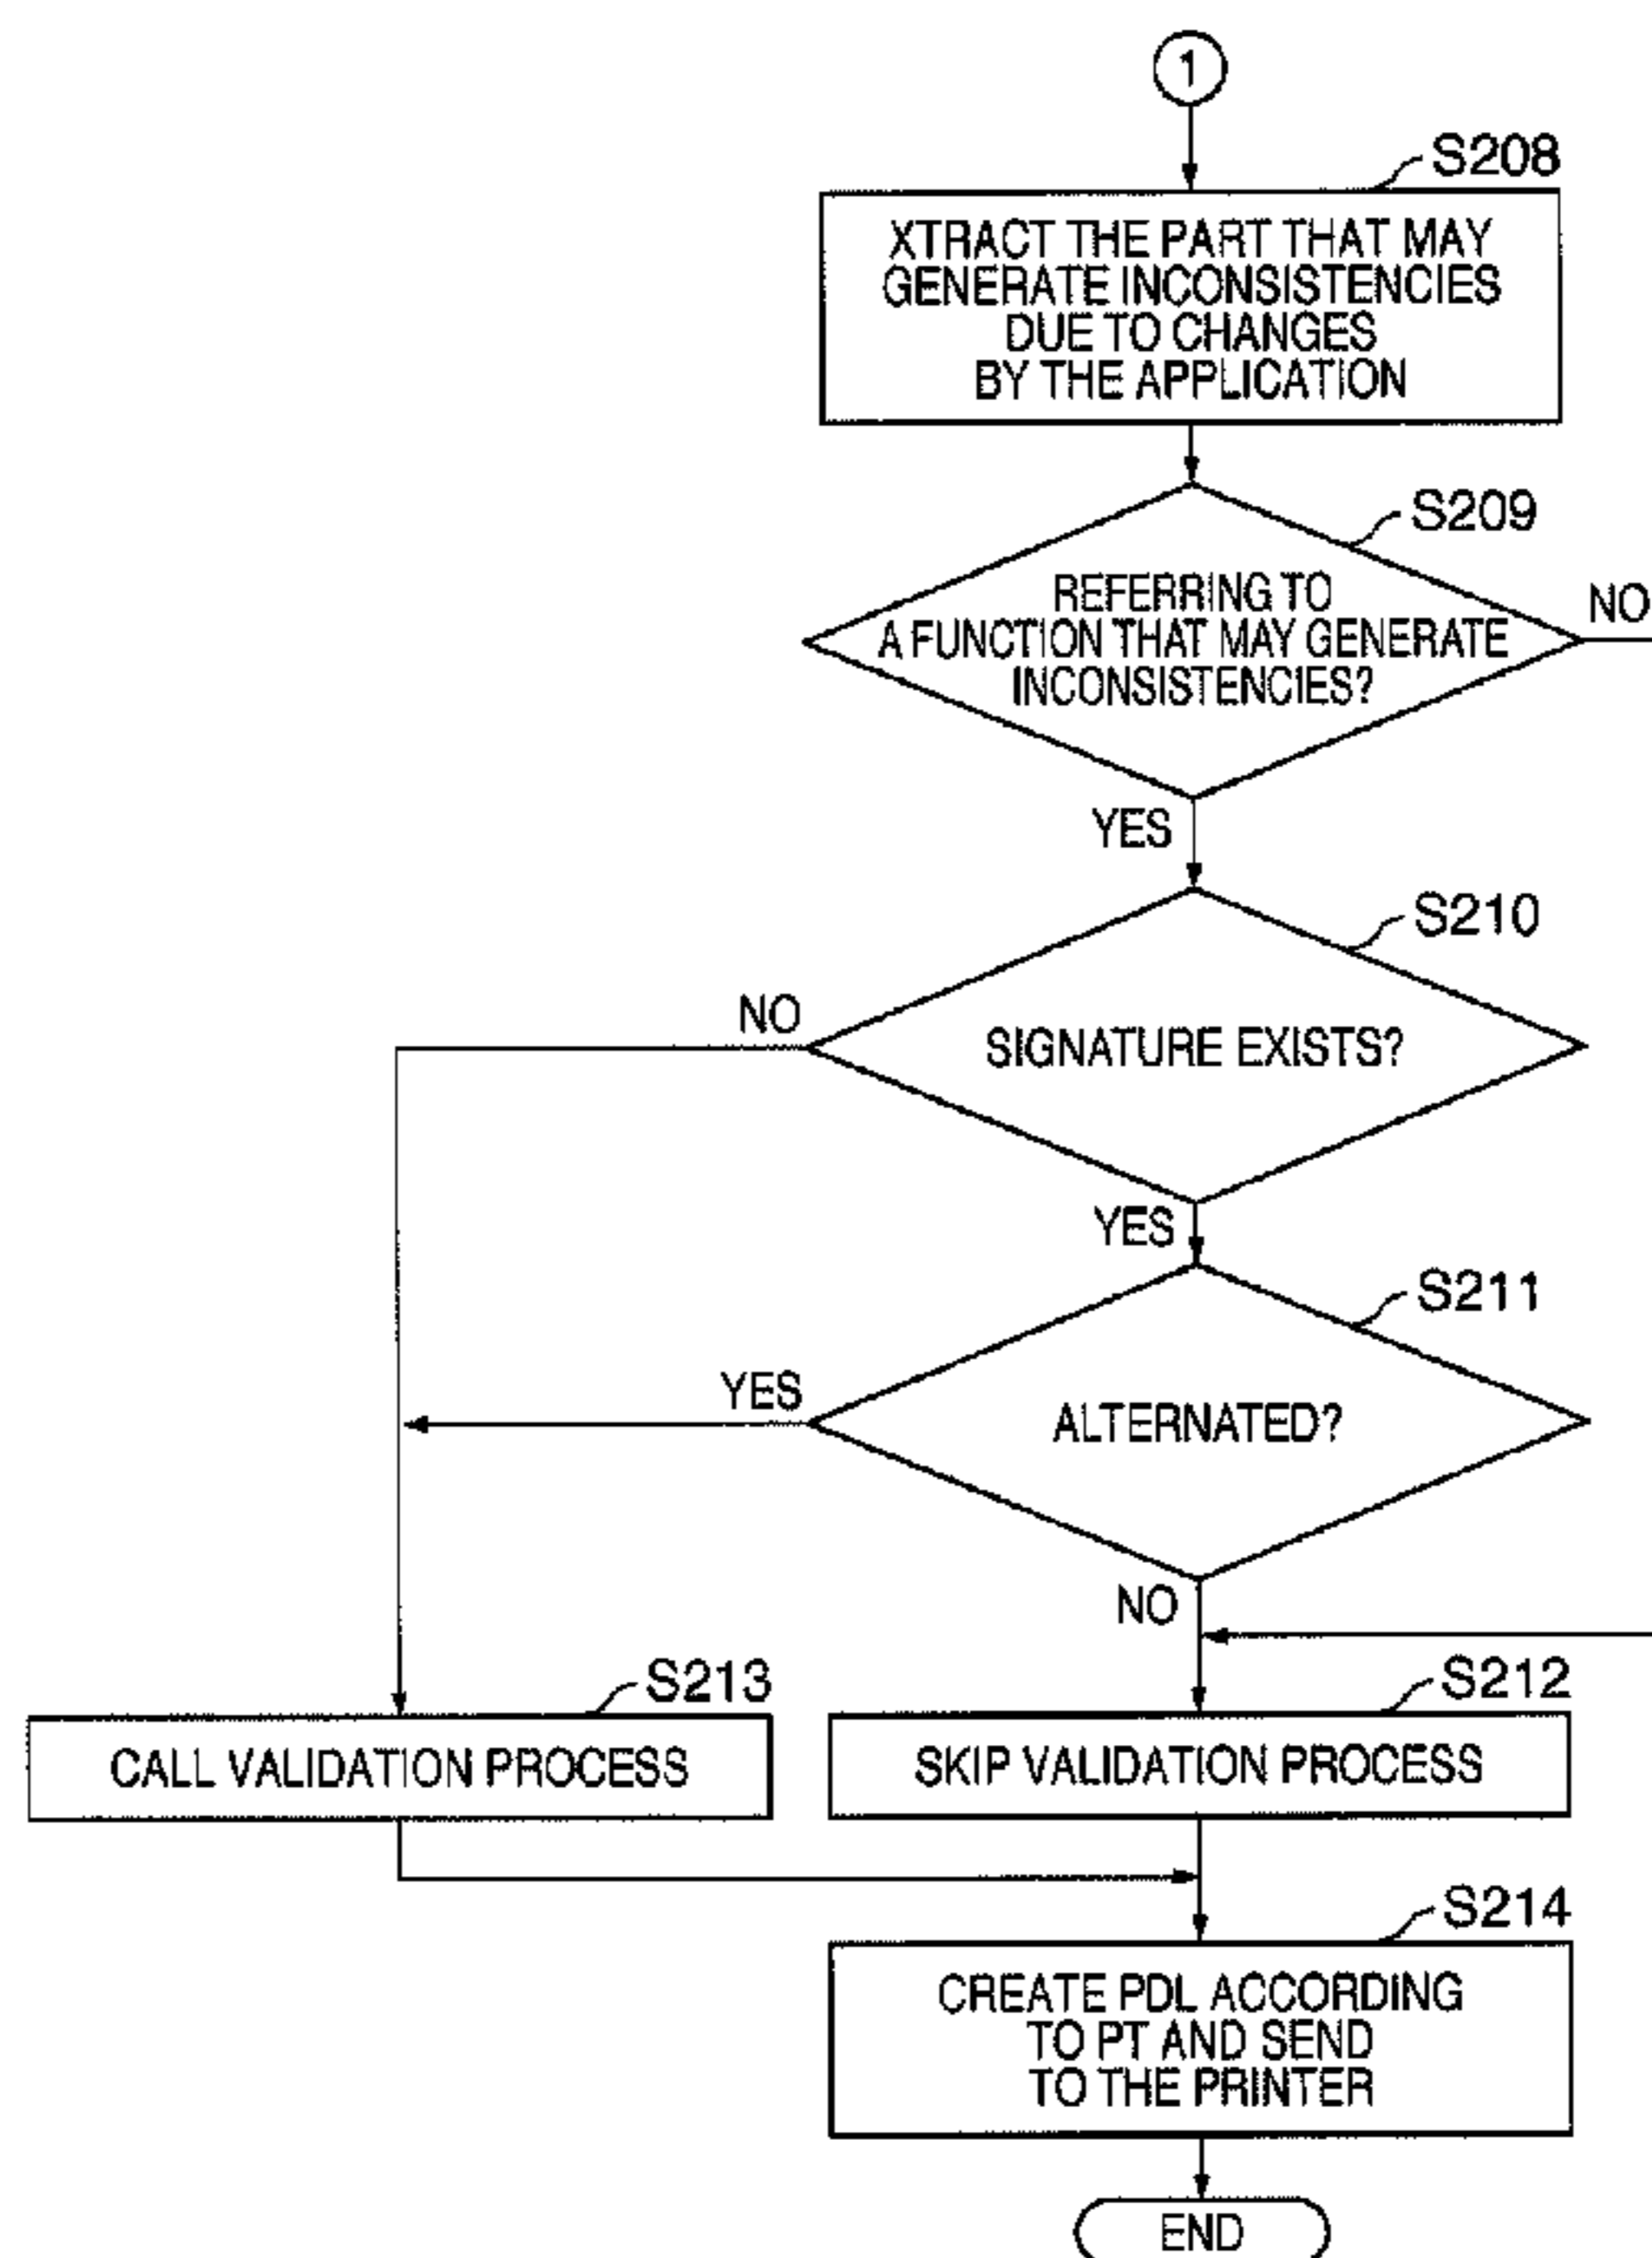 1
S208
XTRACT THE PART THAT MAY
GENERATE INCONSISTENCIES
DUE TO CHANGES
BY THE APPLICATION
S209
REFERRING TO
A FUNCTION THAT MAY GENERATE
INCONSISTENCIES?
NO
YES
S210
NO
SIGNATURE EXISTS?
YES
S211
YES
ALTERNATED?
NO
S213
S212
CALL VALIDATION PROCESS
SKIP VALIDATION PROCESS
S214
CREATE PDL ACCORDING
TO PT AND SEND
TO THE PRINTER
END